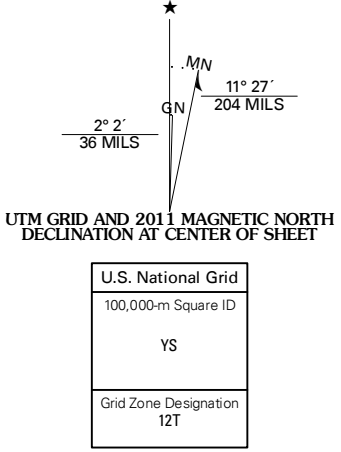 ★
MN
11° 27´
204 MILS
GN
2° 2´
36 MILS
UTM GRID AND 2011 MAGNETIC NORTH
DECLINATION AT CENTER OF SHEET
U.S. National Grid
100,000-m Square ID
YS
Grid Zone Designation
12T